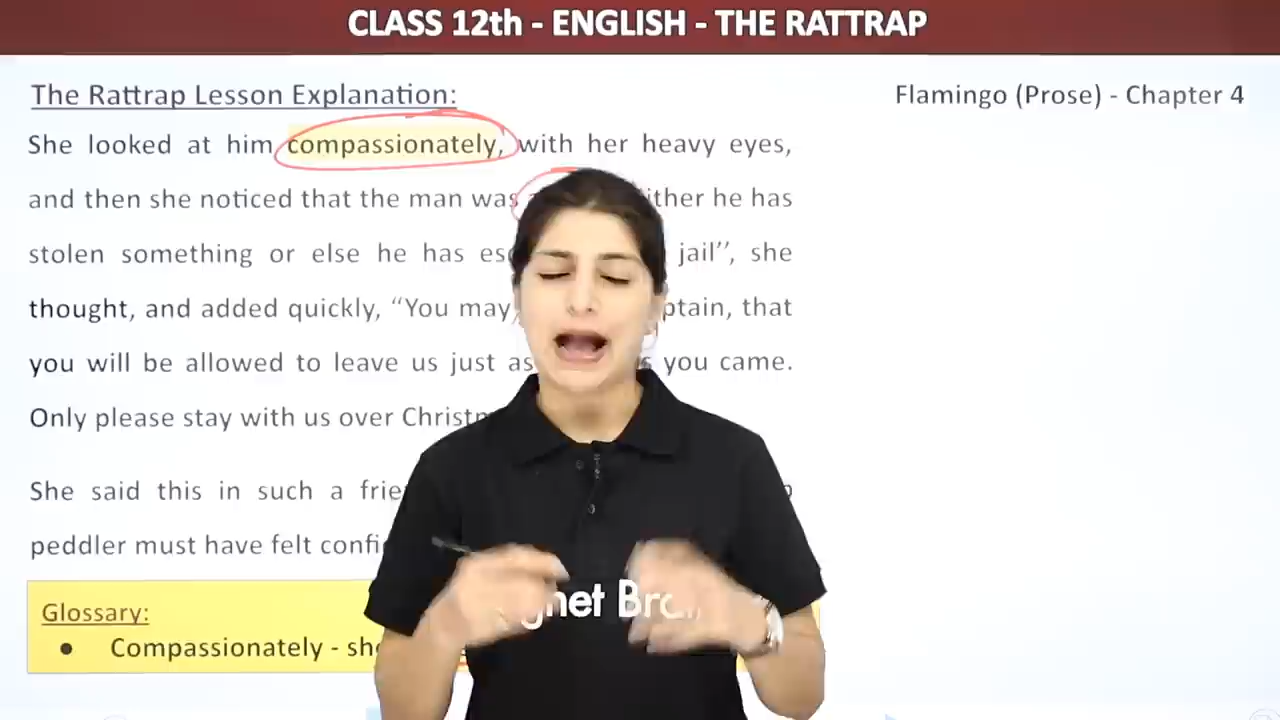 CLASS 12th - ENGLISH - THE RATTRAP
The Rattrap Lesson Explanation:
Flamingo (Prose) - Chapter 4
She looked at him compassionately, with her heavy eyes,
and then she noticed that the man was he has
stolen something or else he has jail”, she
thought, and added quickly, “You may, that
you will be allowed to leave us just as you came.
Only please stay with us over
She said this in such a
peddler must have felt
Glossary:
● Compassionately -